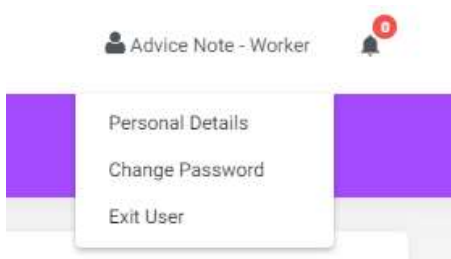 Advice Note - Worker
0
Personal Details
Change Password
Exit User